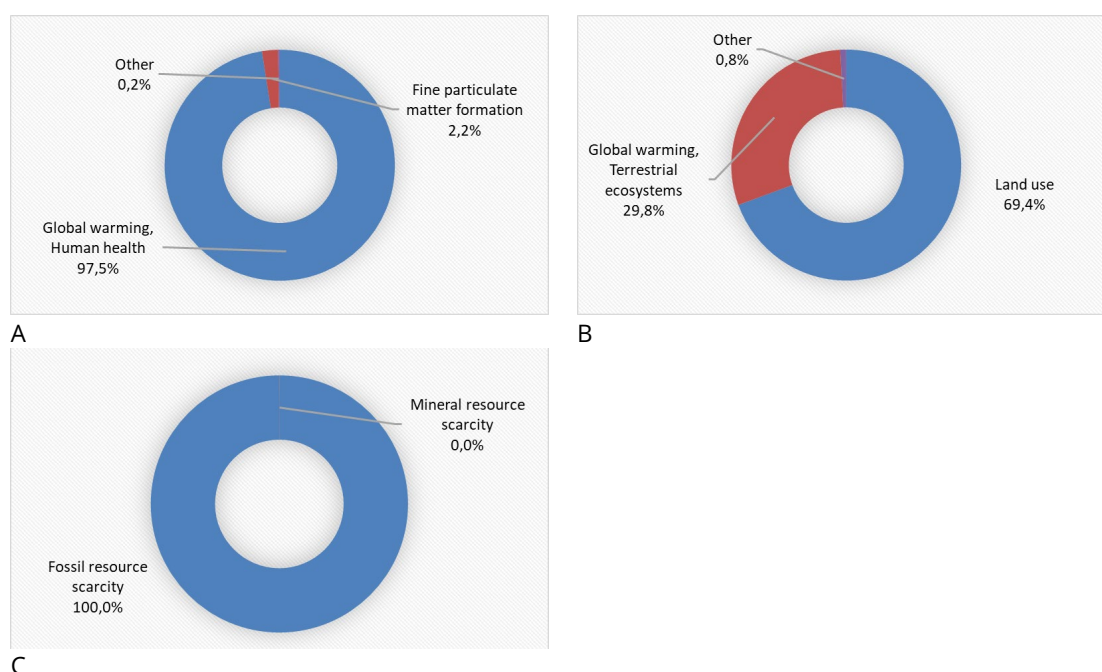 Other
0,2%
Fine particulate
matter formation
2,2%
Global warming,
Human health
97,5%
A
Other
0,8%
Global warming,
Terrestrial
ecosystems
29,8%
Land use
69,4%
B
Mineral resource
scarcity
0,0%
Fossil resource
scarcity
100,0%
C